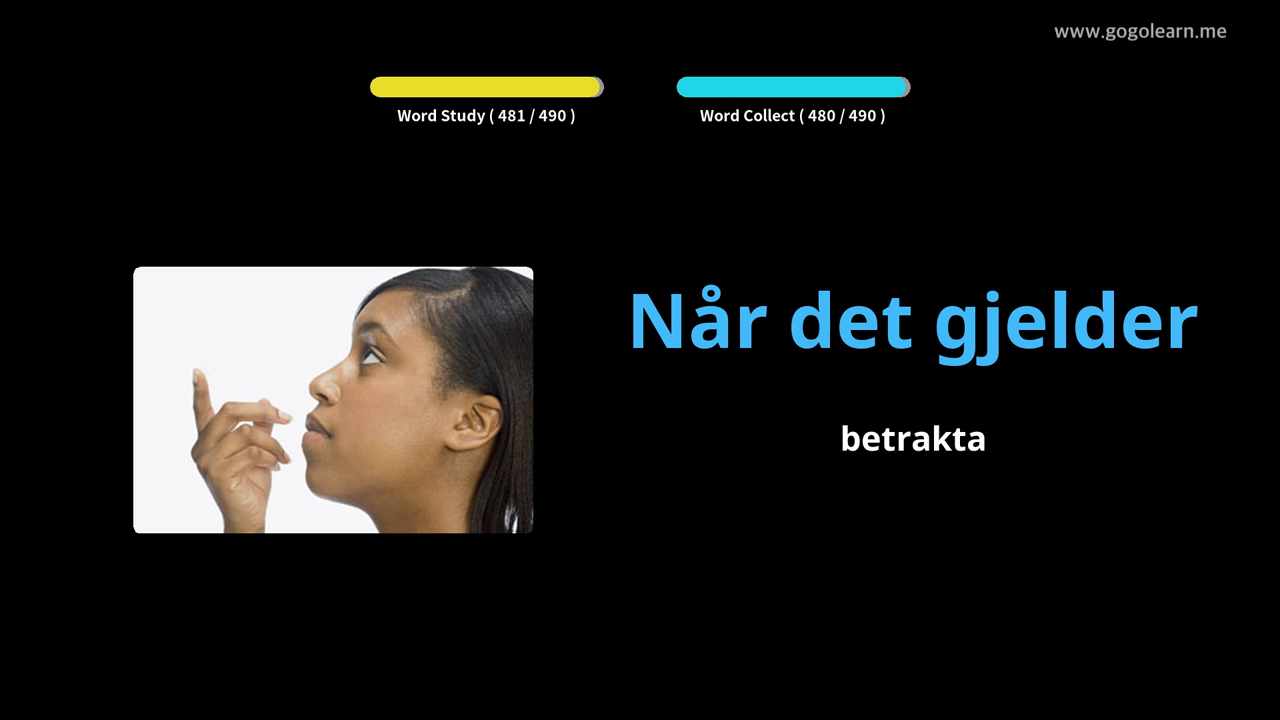 www.gogolearn.me
Word Study ( 481 / 490 )
Word Collect ( 480 / 490 )
Når det gjelder
betrakta